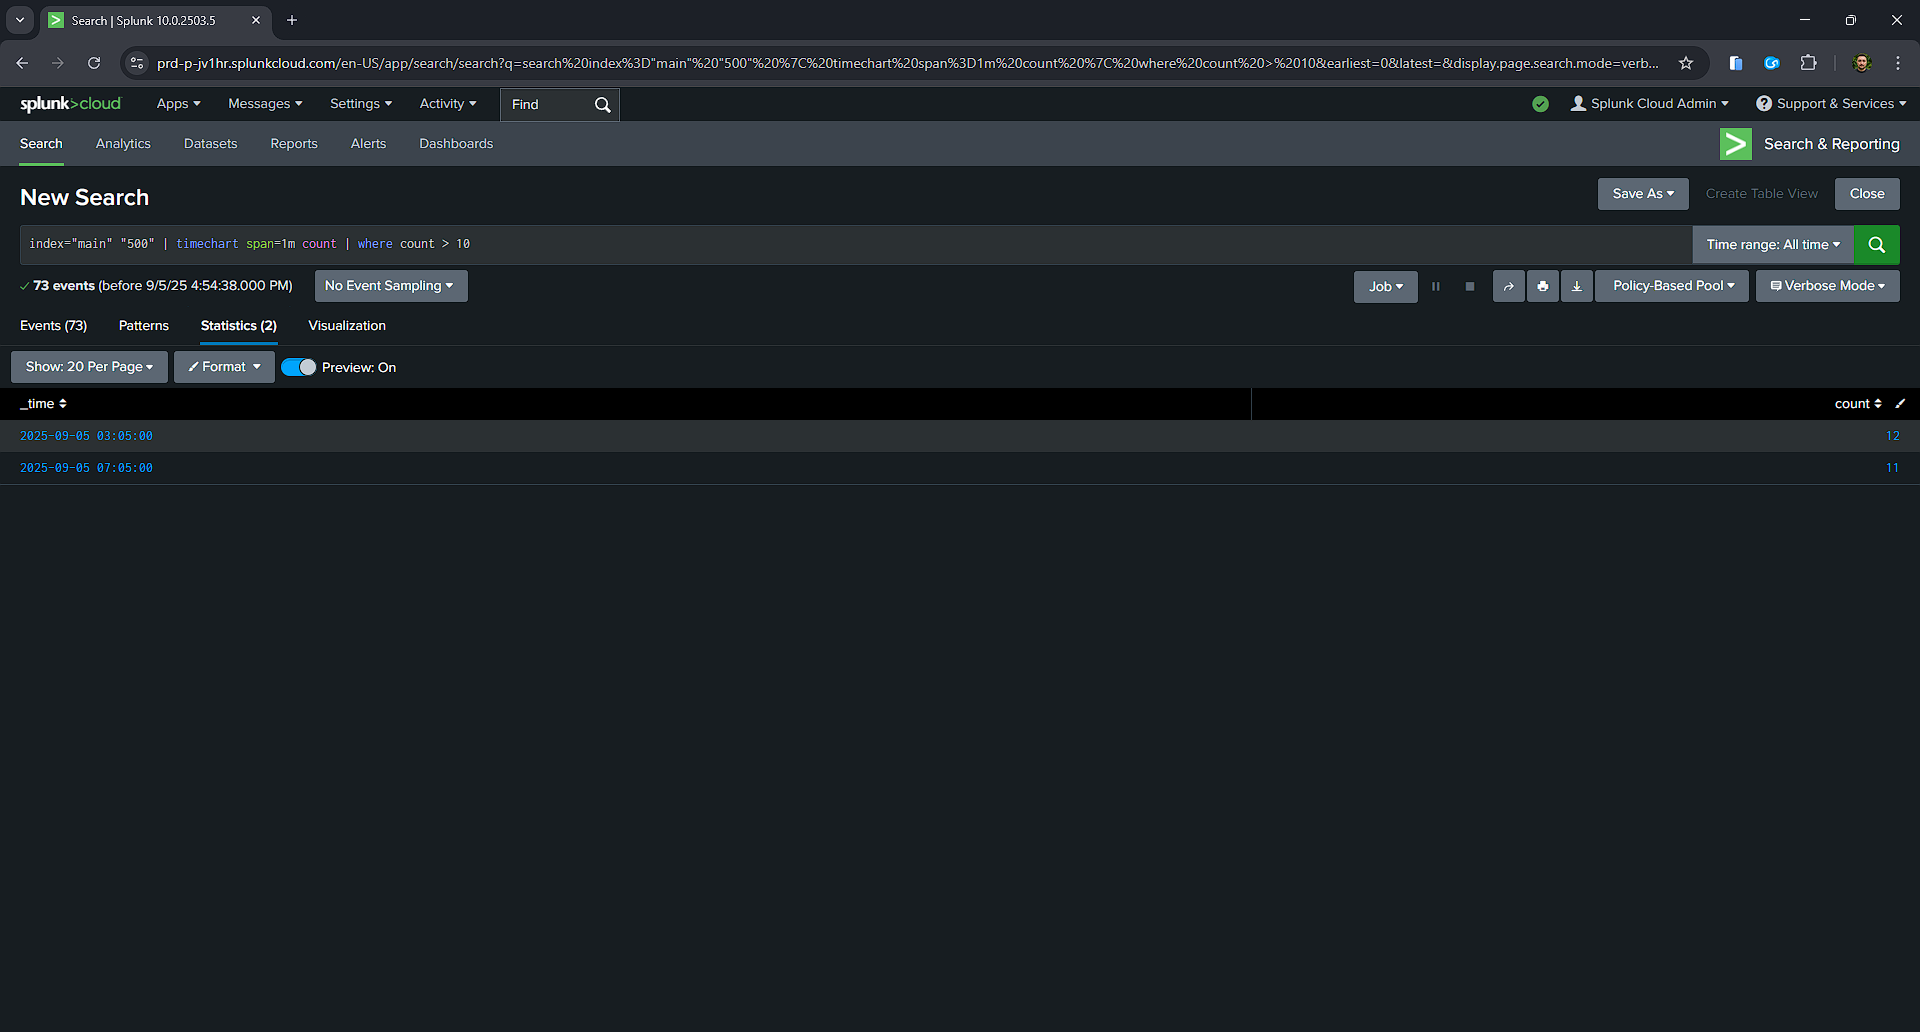 Search | Splunk 10.0.2503.5
prd-p-jv1hr.splunkcloud.com/en-US/app/search/search?q=search%20index%3D"main"%20"500"%20%7C%20timechart%20span%3D1m%20count%20%7C%20where%20count%20>%2010&earliest=0&latest=&display.page.search.mode=verb...
splunk>cloud Apps Messages Settings Activity Find Splunk Cloud Admin Support & Services
Search Analytics Datasets Reports Alerts Dashboards Search & Reporting
New Search Save As Create Table View Close
index="main" "500" | timechart span=1m count | where count > 10 Time range: All time
73 events (before 9/5/25 4:54:38.000 PM) No Event Sampling Job Policy-Based Pool Verbose Mode
Events (73) Patterns Statistics (2) Visualization
Show: 20 Per Page Format Preview: On
_time count
2025-09-05 03:05:00 12
2025-09-05 07:05:00 11